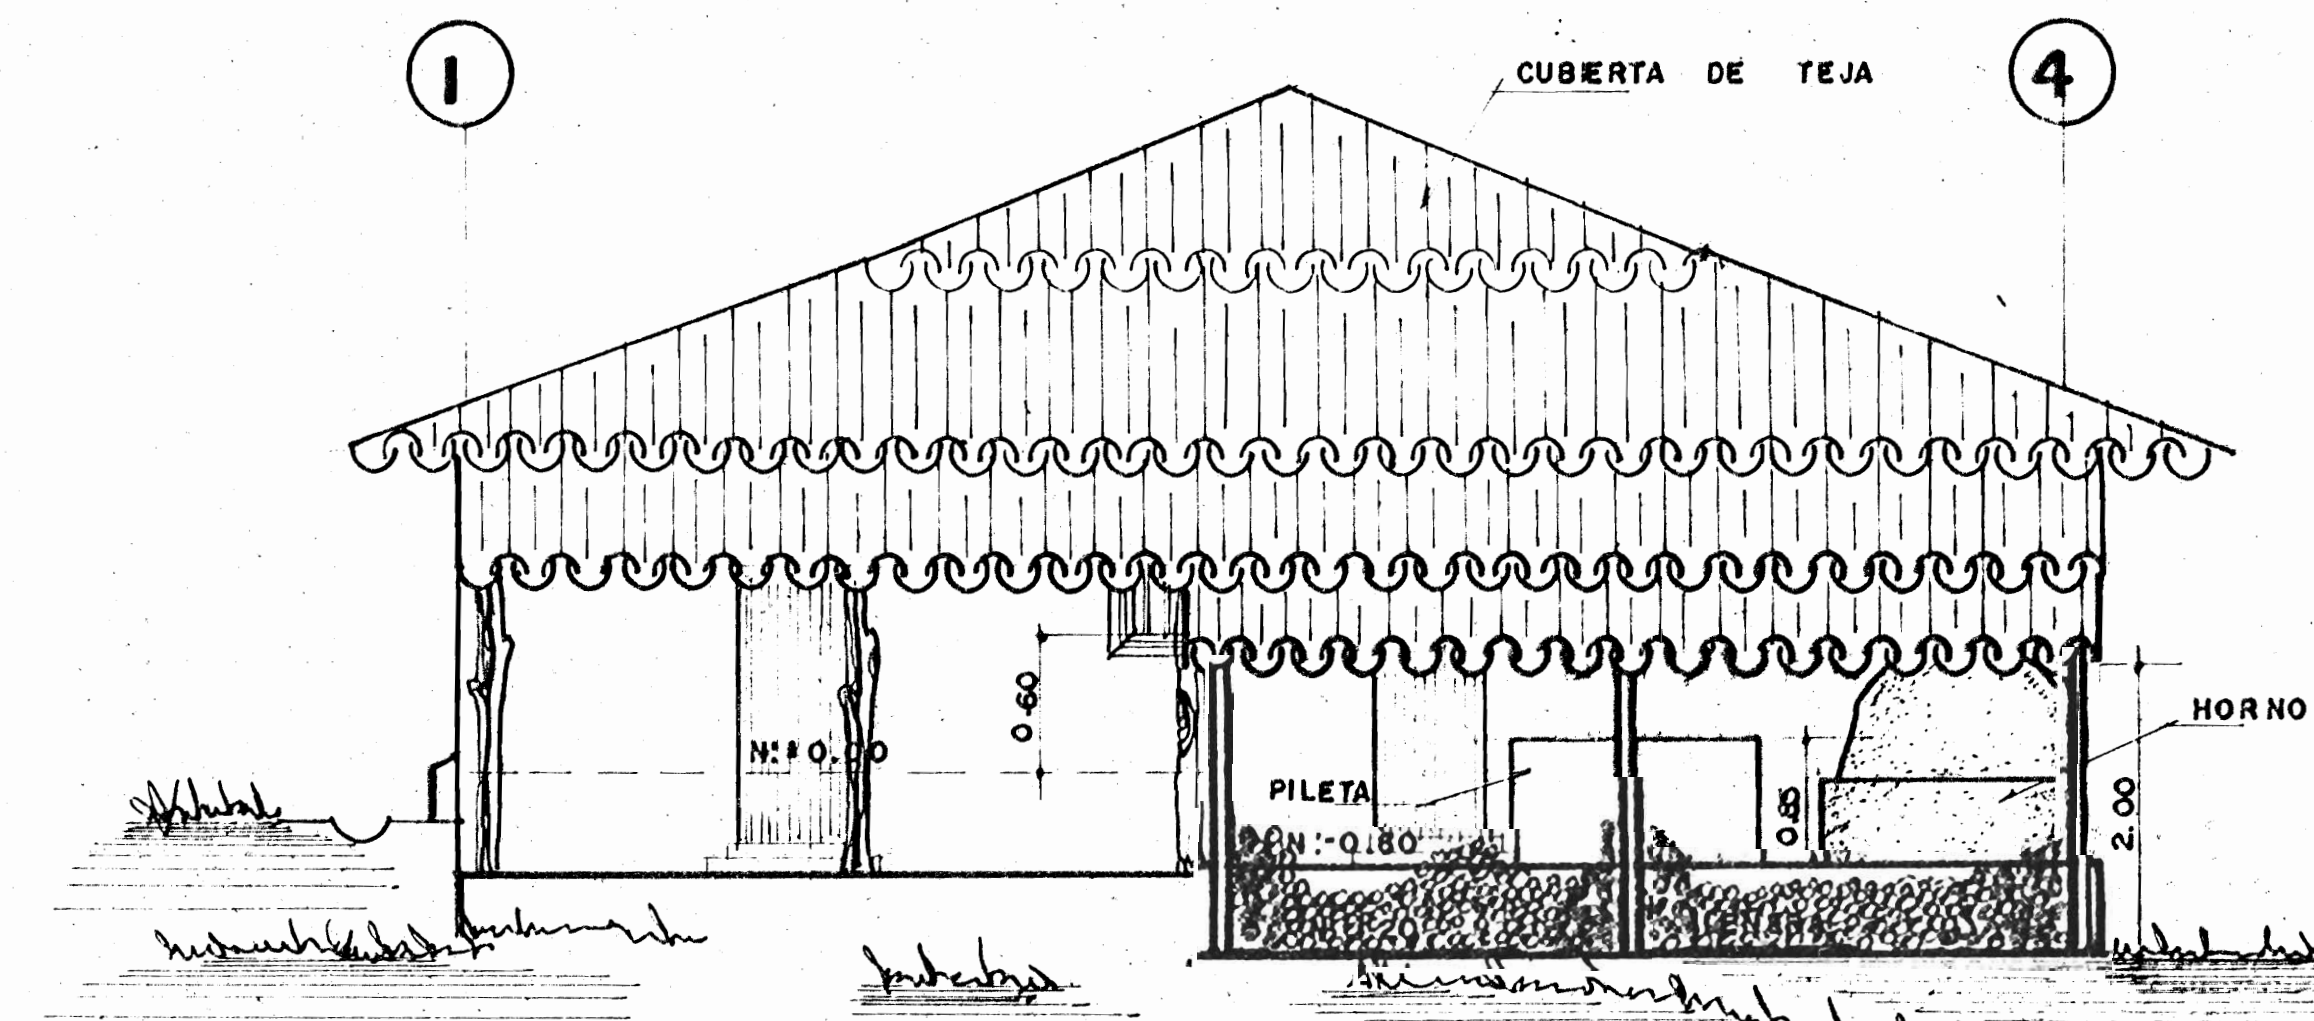 1
CUBIERTA DE TEJA
4
0.60
HORNO
N:±0.00
PILETA
0.85
2.00
N:-0.80